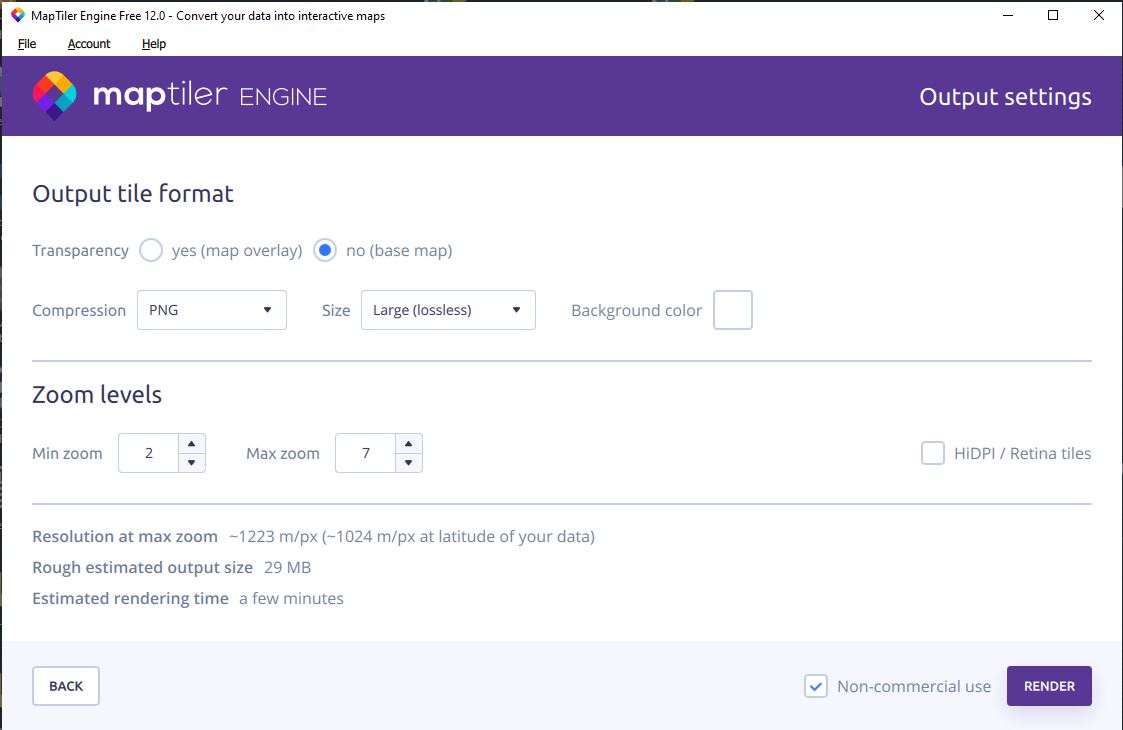 MapTiler Engine Free 12.0 - Convert your data into interactive maps
File Account Help
maptiler ENGINE Output settings
Output tile format
Transparency yes (map overlay) no (base map)
Compression PNG Size Large (lossless) Background color
Zoom levels
Min zoom 2 Max zoom 7 HiDPI / Retina tiles
Resolution at max zoom ~1223 m/px (~1024 m/px at latitude of your data)
Rough estimated output size 29 MB
Estimated rendering time a few minutes
BACK Non-commercial use RENDER